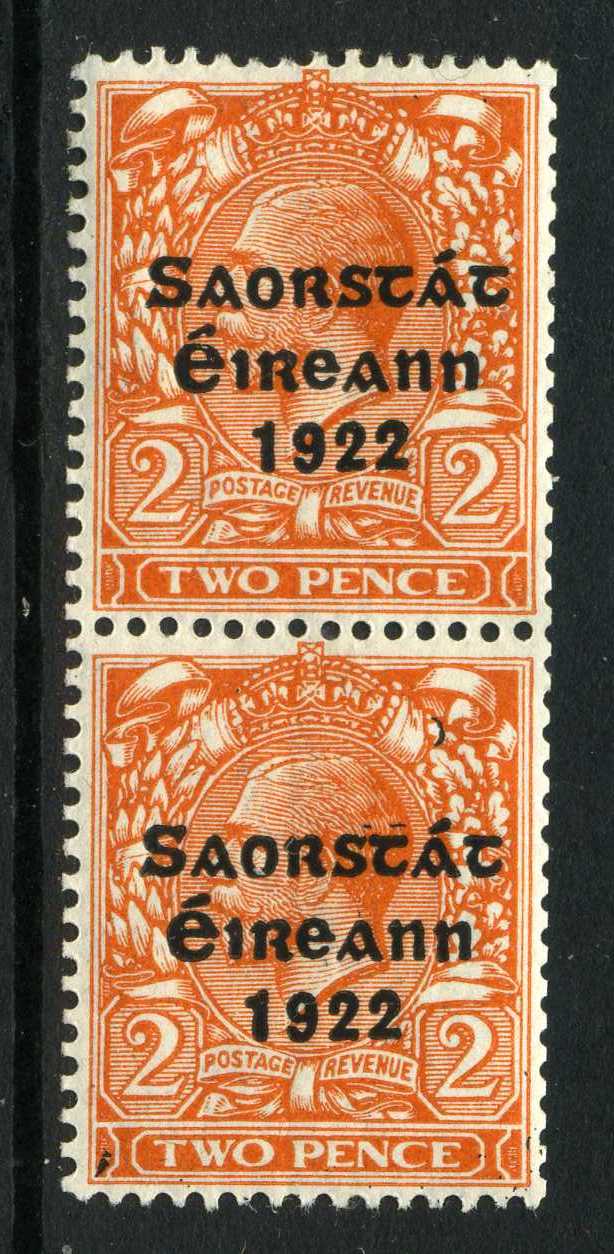 Saorstát
Éireann
1922
2 POSTAGE REVENUE 2
TWO PENCE
Saorstát
Éireann
1922
2 POSTAGE REVENUE 2
TWO PENCE